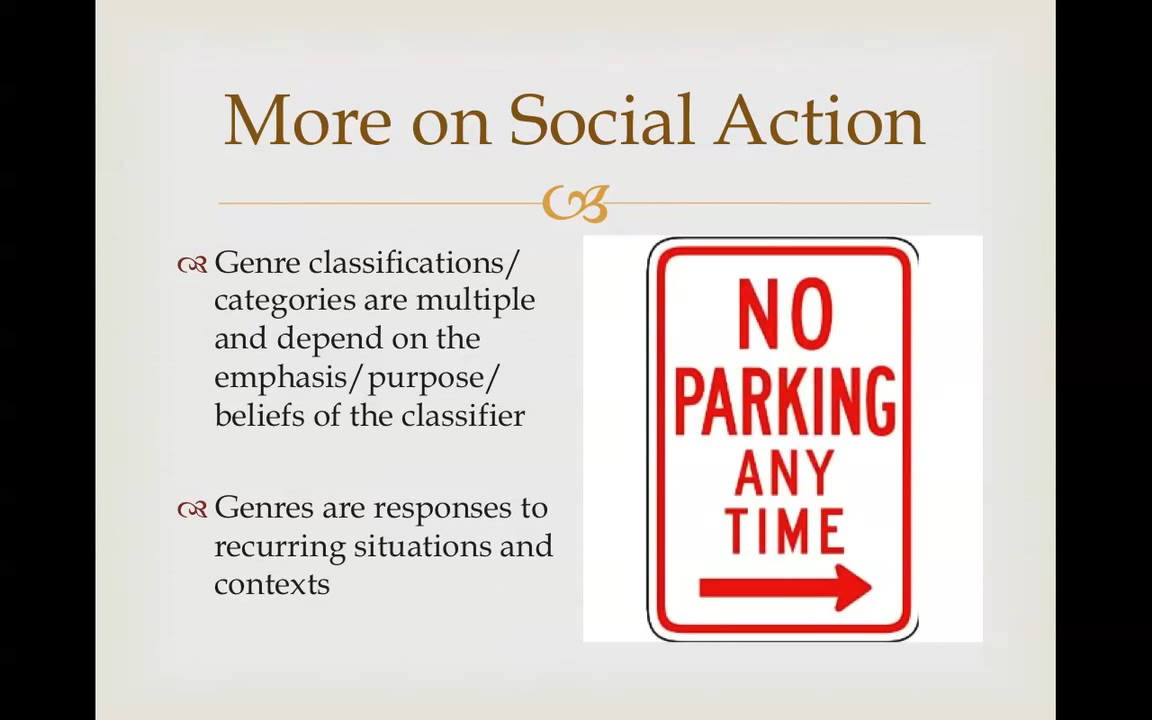 More on Social Action
Genre classifications/
categories are multiple
and depend on the
emphasis/purpose/
beliefs of the classifier
Genres are responses to
recurring situations and
contexts
NO
PARKING
ANY
TIME